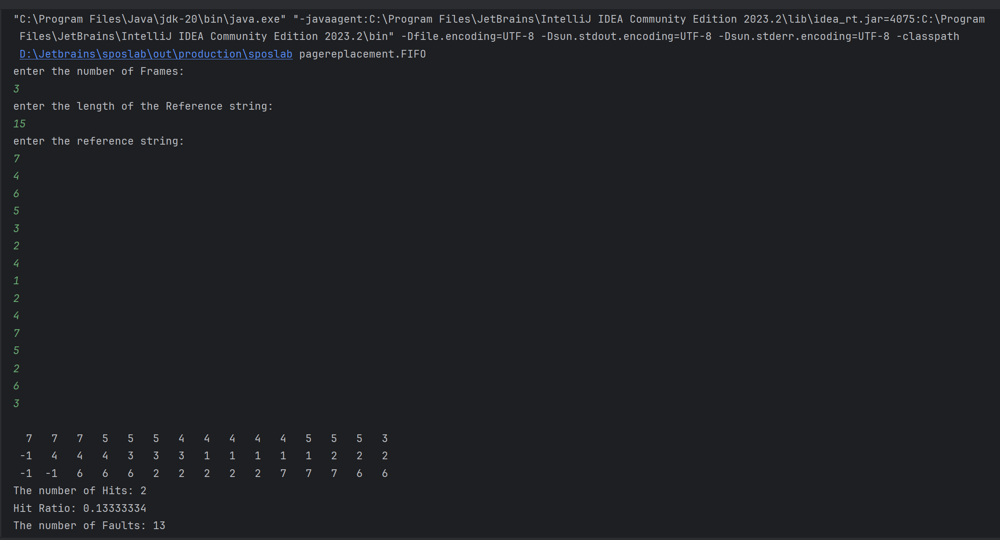 "C:\Program Files\Java\jdk-20\bin\java.exe" "-javaagent:C:\Program Files\JetBrains\IntelliJ IDEA Community Edition 2023.2\lib\idea_rt.jar=4075:C:\Program
Files\JetBrains\IntelliJ IDEA Community Edition 2023.2\bin" -Dfile.encoding=UTF-8 -Dsun.stdout.encoding=UTF-8 -Dsun.stderr.encoding=UTF-8 -classpath
D:\Jetbrains\sposlab\out\production\sposlab pagereplacement.FIFO
enter the number of Frames:
3
enter the length of the Reference string:
15
enter the reference string:
7
4
6
5
3
2
4
1
2
4
7
5
2
6
3
7 7 7 5 5 5 4 4 4 4 4 5 5 5 3
-1 4 4 4 3 3 3 1 1 1 1 1 2 2 2
-1 -1 6 6 6 2 2 2 2 2 7 7 7 6 6
The number of Hits: 2
Hit Ratio: 0.13333334
The number of Faults: 13